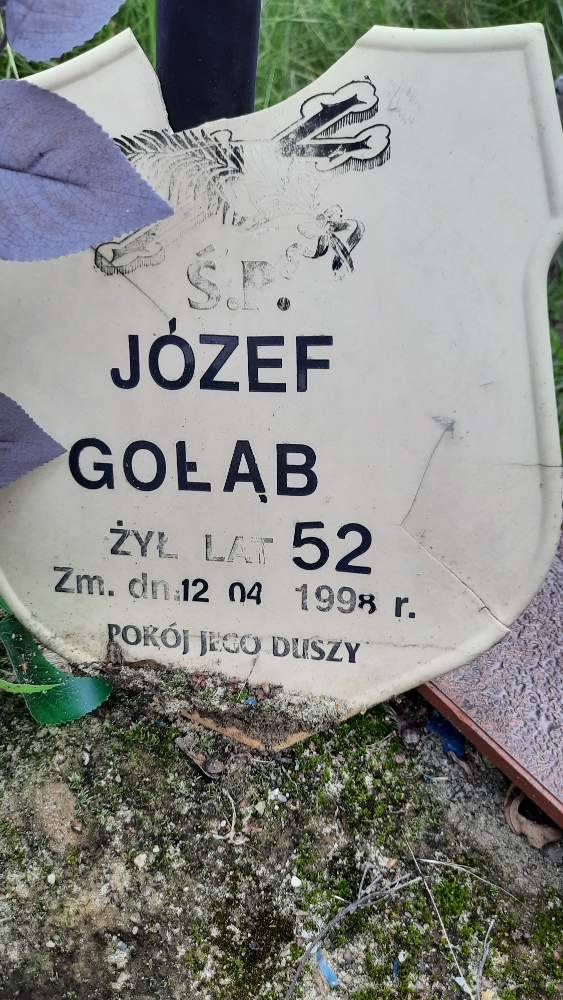 Ś.P.
JÓZEF
GOŁĄB
ŻYŁ LAT 52
Zm. dn. 12 04 1998 r.
POKÓJ JEGO DUSZY